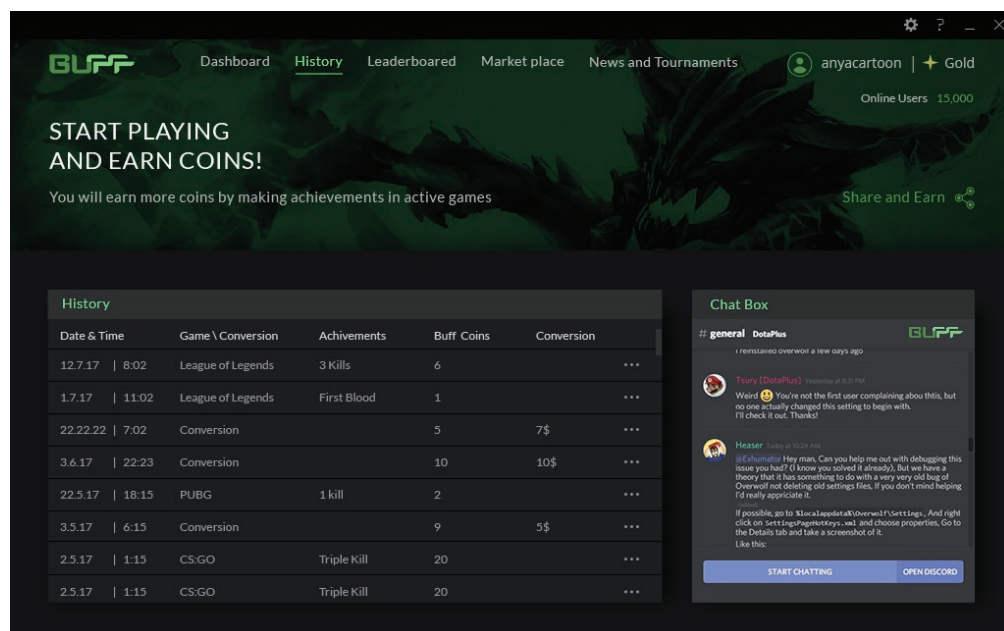 ?
BUFF
Dashboard History Leaderboared Market place News and Tournaments
anyacartoon | Gold
Online Users 15,000
START PLAYING
AND EARN COINS!
You will earn more coins by making achievements in active games
Share and Earn
History
Date & Time Game \ Conversion Achivements Buff Coins Conversion
12.7.17 | 8:02 League of Legends 3 Kills 6 ...
1.7.17 | 11:02 League of Legends First Blood 1 ...
22.22.22 | 7:02 Conversion 5 7$ ...
3.6.17 | 22:23 Conversion 10 10$ ...
22.5.17 | 18:15 PUBG 1 kill 2 ...
3.5.17 | 6:15 Conversion 9 5$ ...
2.5.17 | 1:15 CS:GO Triple Kill 20 ...
2.5.17 | 1:15 CS:GO Triple Kill 20 ...
Chat Box
# general DotaPlus BUFF
I reinstalled overwolf a few days ago
Tsury [DotaPlus] Yesterday at 8:31 PM
Weird You're not the first user complaining abou thtis, but
no one actually changed this setting to begin with.
I'll check it out. Thanks!
Heaser Today at 10:24 AM
@Exhumator Hey man, Can you help me out with debugging this
issue you had? (I know you solved it already), But we have a
theory that it has something to do with a very very old bug of
Overwolf not deleting old settings files, If you don't mind helping
I'd really appriciate it.
If possible, go to %localappdata%\Overwolf\Settings, And right
click on SettingsPageHotKeys.xml and choose properties, Go to
the Details tab and take a screenshot of it.
Like this:
START CHATTING OPEN DISCORD